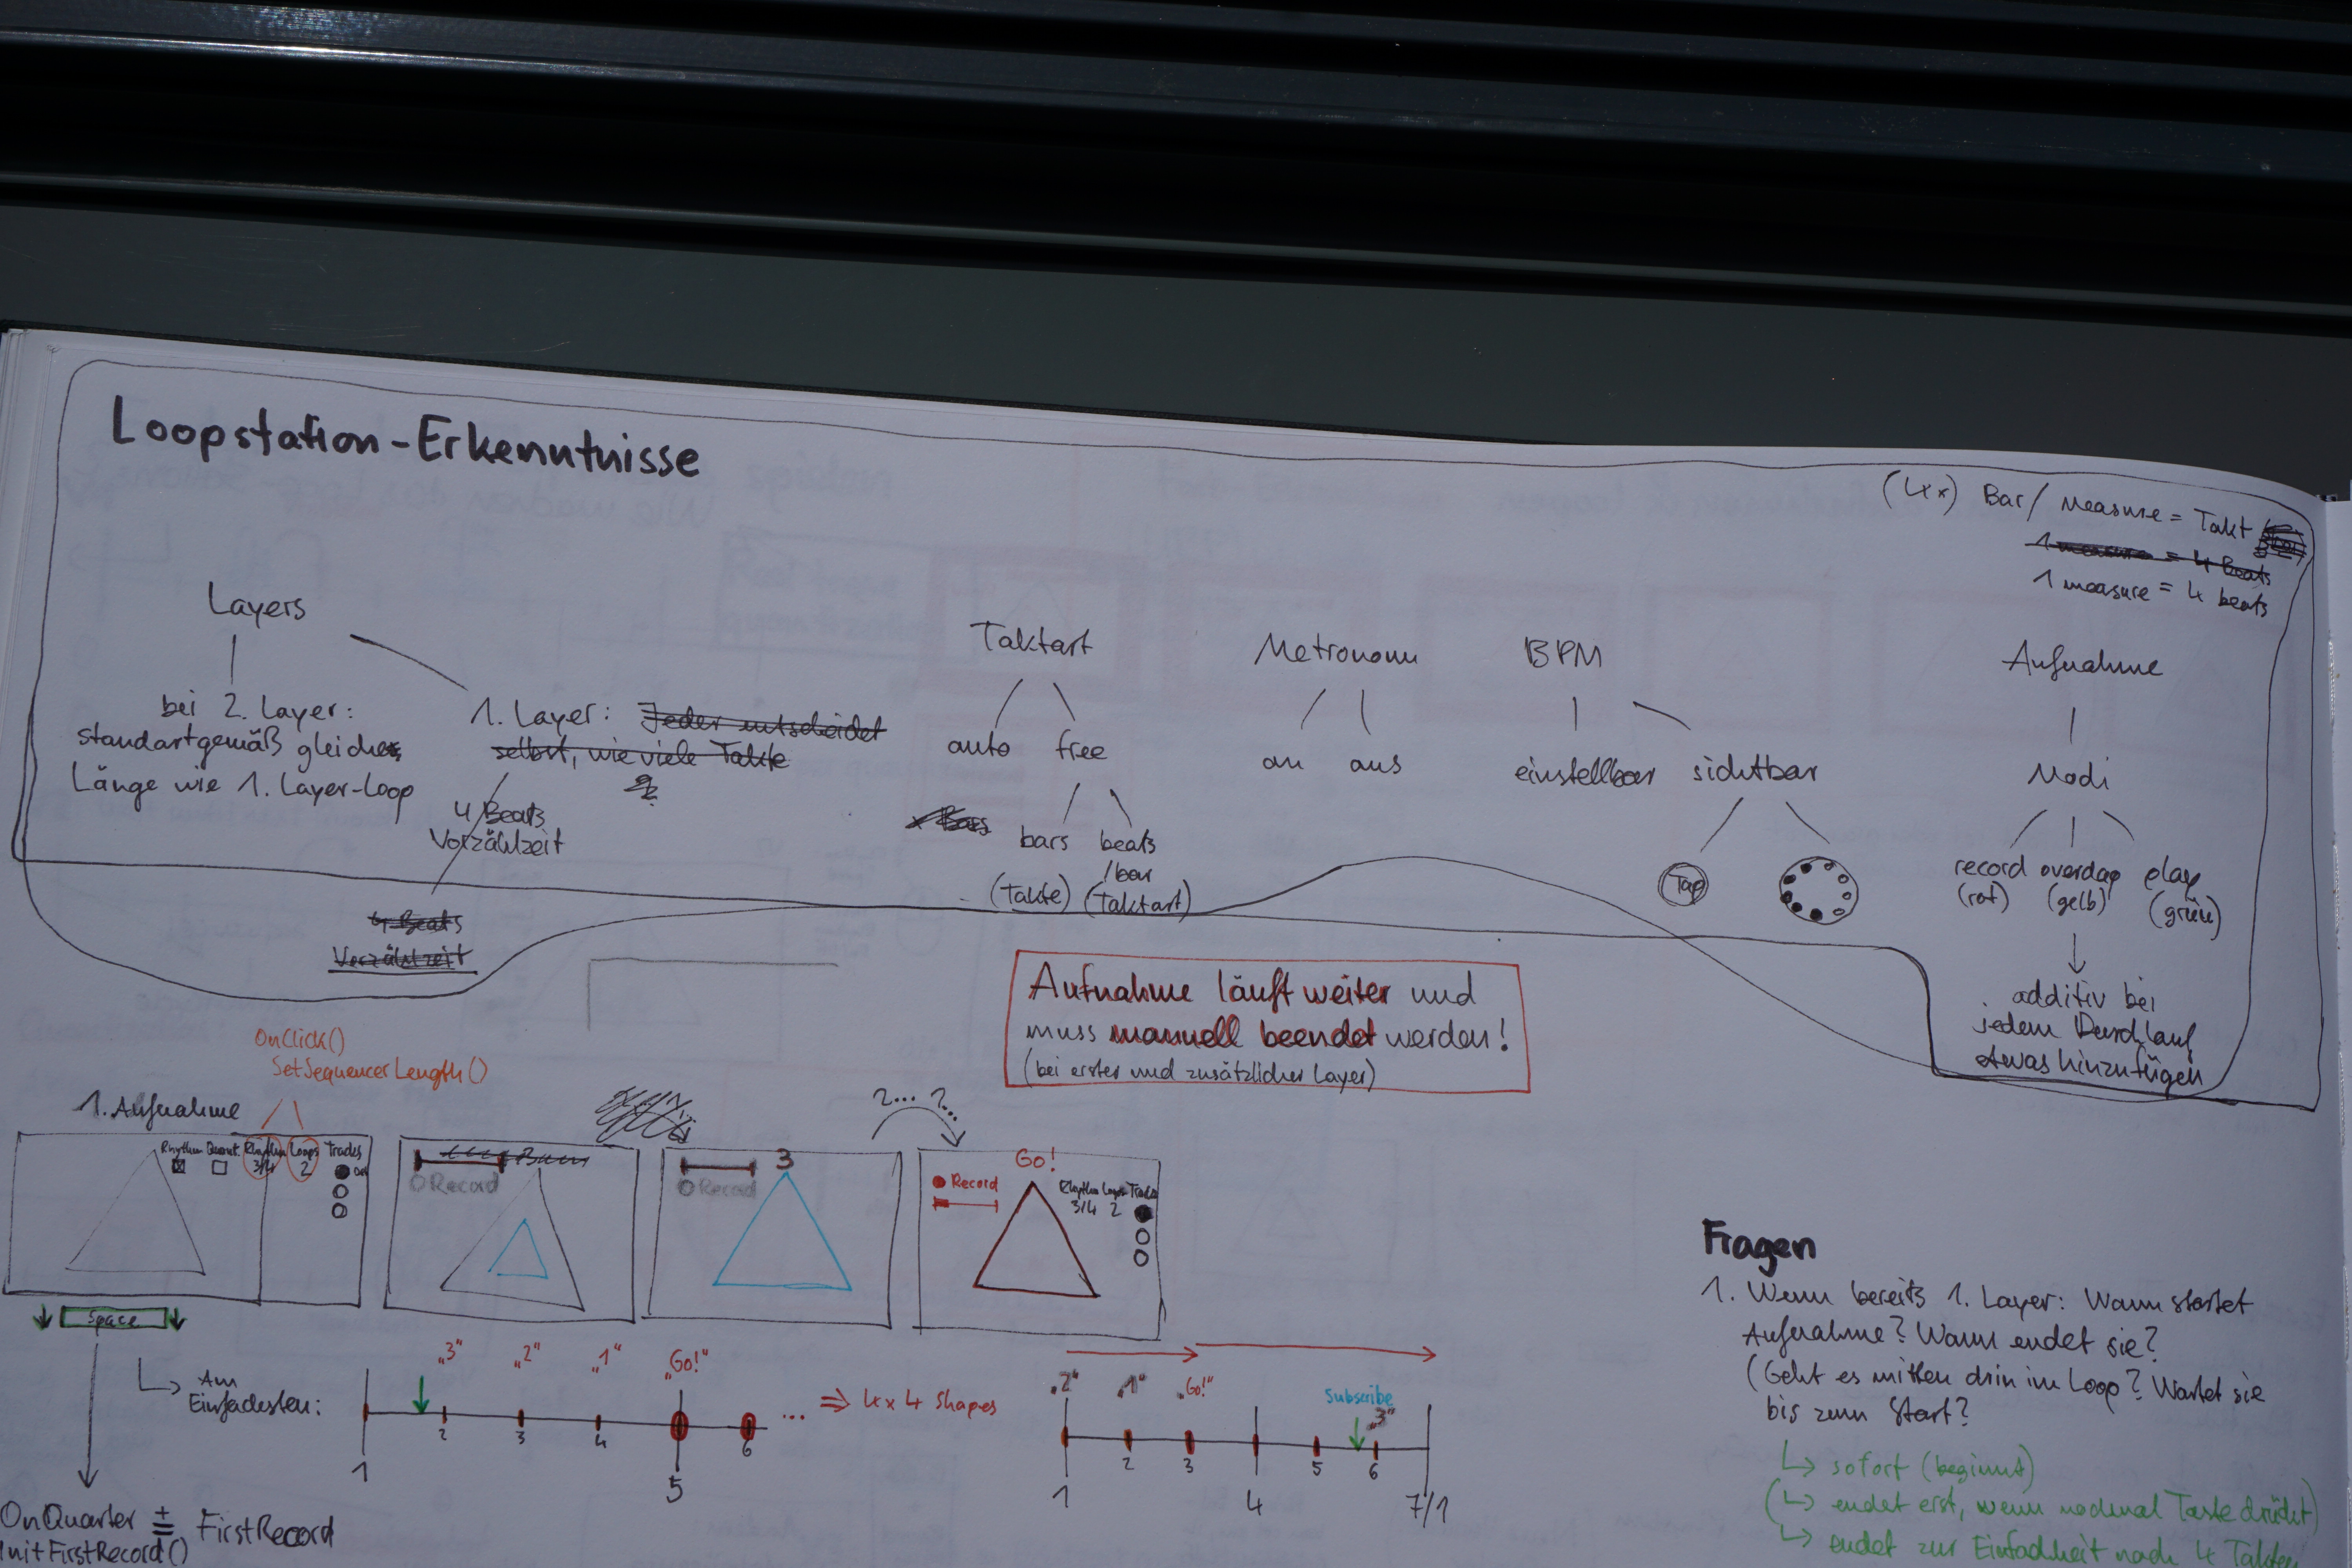 Loopstation-Erkenntnisse
(4x) Bar / Measure = Takt
1 measure = 4 Beats
1 measure = 4 beats
Layers
bei 2. Layer:
standartgemäß gleiche
Länge wie 1. Layer-loop
1. Layer: Jeder entscheidet
selbst, wie viele Takte
4 Beats
Vorzählzeit
4 Beats
Vorzählzeit
Taktart
auto free
x Bars
bars beats
/bar
(Takte) (Taktart)
Metronom
an aus
BPM
einstellbar sichtbar
Tap
Aufnahme
Modi
record overdap play
(rot) (gelb) (grün)
additiv bei
jedem Durchlauf
etwas hinzufügen
Aufnahme läuft weiter und
muss manuell beendet werden!
(bei erster und zusätzlicher Layer)
OnClick()
SetSequencerLength()
1. Aufnahme
Rhythm Quant. Rhythm Loops Tracks
3/4 2
Record
Record
3
2... 2...
Go!
Record
Rhythm Loops Tracks
3/4 2
Space
Am
Einfachsten:
„3“ „2“ „1“ „Go!“
1 2 3 4 5 6 ... ⇒ 4x4 Shapes
„2“ „1“ „Go!“
Subscribe
„3“
1 2 3 4 5 6 7/1
OnQuarter += FirstRecord
InitFirstRecord()
Fragen
1. Wenn bereits 1. Layer: Wann startet
Aufnahme? Wann endet sie?
(Geht es mitten drin im Loop? Wartet sie
bis zum Start?
↳ sofort (beginnt)
(↳ endet erst, wenn nochmal Taste drückt)
↳ endet zur Einfachheit nach 4 Takten